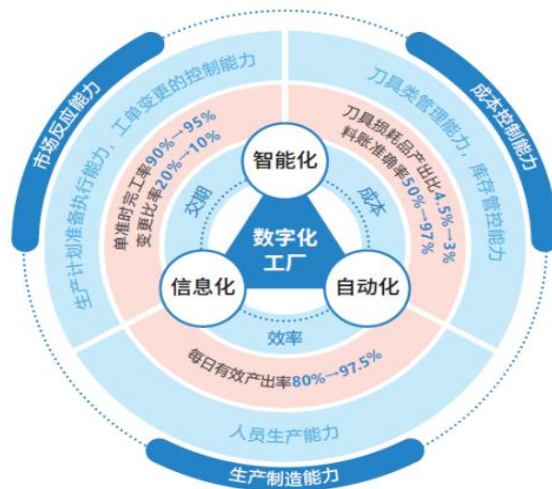 市场反应能力
生产计划准备执行能力，工单变更的控制能力
单准时完工率90%→95%
变更比率20%→10%
交期
成本控制能力
刀具类管理能力，库存管控能力
刀具损耗品产出比4.5%→3%
料账准确率50%→97%
成本
智能化
数字化
工厂
信息化
自动化
效率
每日有效产出率80%→97.5%
人员生产能力
生产制造能力